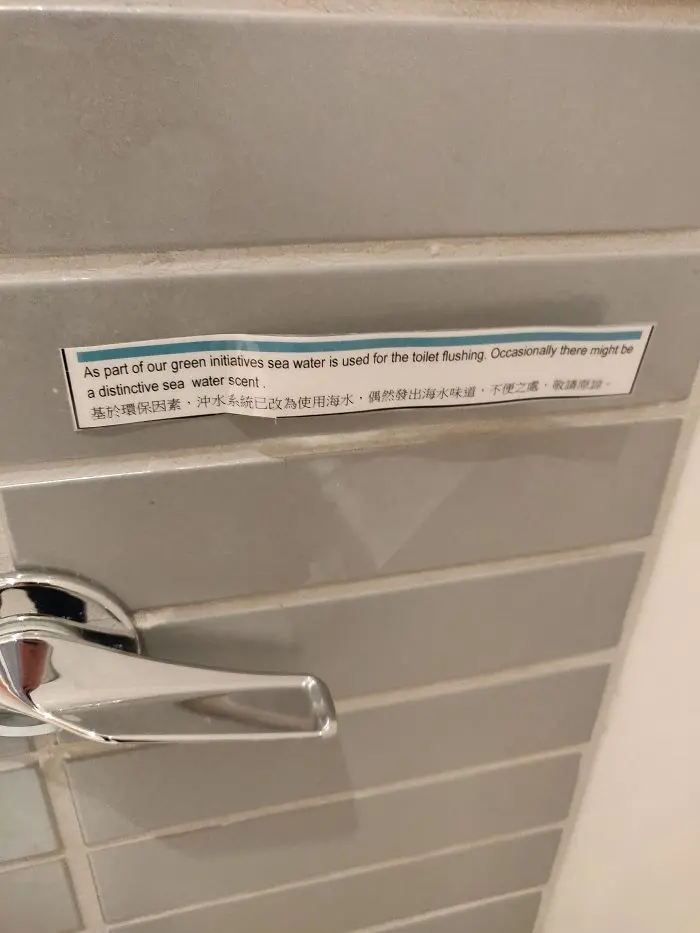 As part of our green initiatives sea water is used for the toilet flushing. Occasionally there might be
a distinctive sea water scent .
基於環保因素，沖水系統已改為使用海水，偶然發出海水味道，不便之處，敬請原諒。